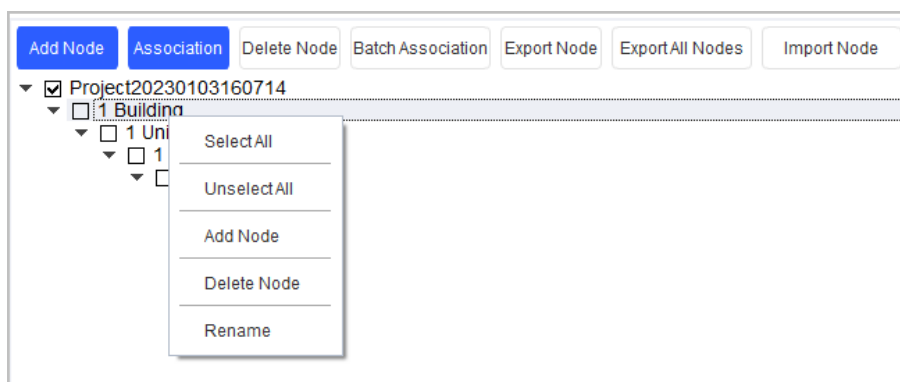 Add Node Association Delete Node Batch Association Export Node Export All Nodes Import Node
Project20230103160714
1 Building
1 Uni
1
Select All
Unselect All
Add Node
Delete Node
Rename